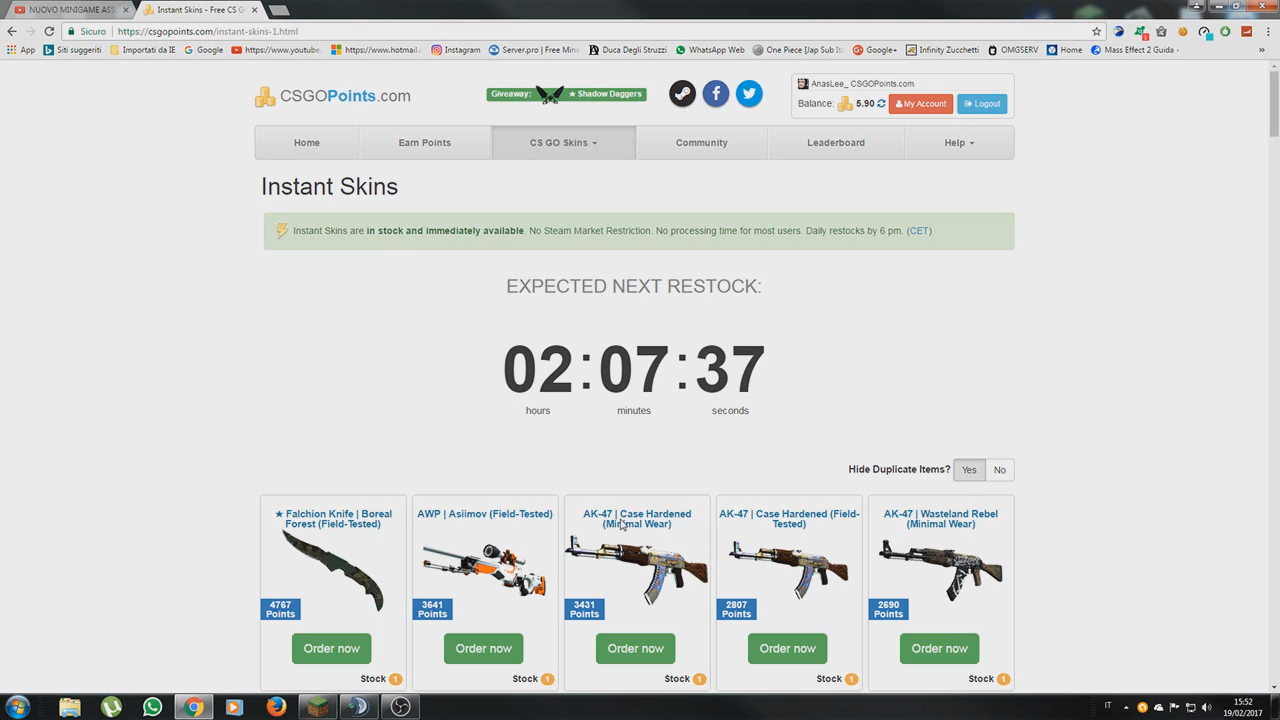 NUOVO MINIGAME ASS
Instant Skins - Free CS G
Sicuro
https://csgopoints.com/instant-skins-1.html
App
Siti suggeriti
Importati da IE
Google
https://www.youtube
https://www.hotmail
Instagram
Server.pro | Free Mine
Duca Degli Struzzi
WhatsApp Web
One Piece [Jap Sub It
Google+
Infinity Zucchetti
OMGSERV
Home
Mass Effect 2 Guida -
CSGOPoints.com
Giveaway:
★ Shadow Daggers
AnasLee_ CSGOPoints.com
Balance: 5.90
My Account
Logout
Home
Earn Points
CS GO Skins
Community
Leaderboard
Help
Instant Skins
Instant Skins are in stock and immediately available. No Steam Market Restriction. No processing time for most users. Daily restocks by 6 pm. (CET)
EXPECTED NEXT RESTOCK:
02:07:37
hours minutes seconds
Hide Duplicate Items? Yes No
★ Falchion Knife | Boreal
Forest (Field-Tested)
4767
Points
Order now
Stock 1
AWP | Asiimov (Field-Tested)
3641
Points
Order now
Stock 1
AK-47 | Case Hardened
(Minimal Wear)
3431
Points
Order now
Stock 1
AK-47 | Case Hardened (Field-
Tested)
2807
Points
Order now
Stock 1
AK-47 | Wasteland Rebel
(Minimal Wear)
2690
Points
Order now
Stock 1
IT
15:52
19/02/2017